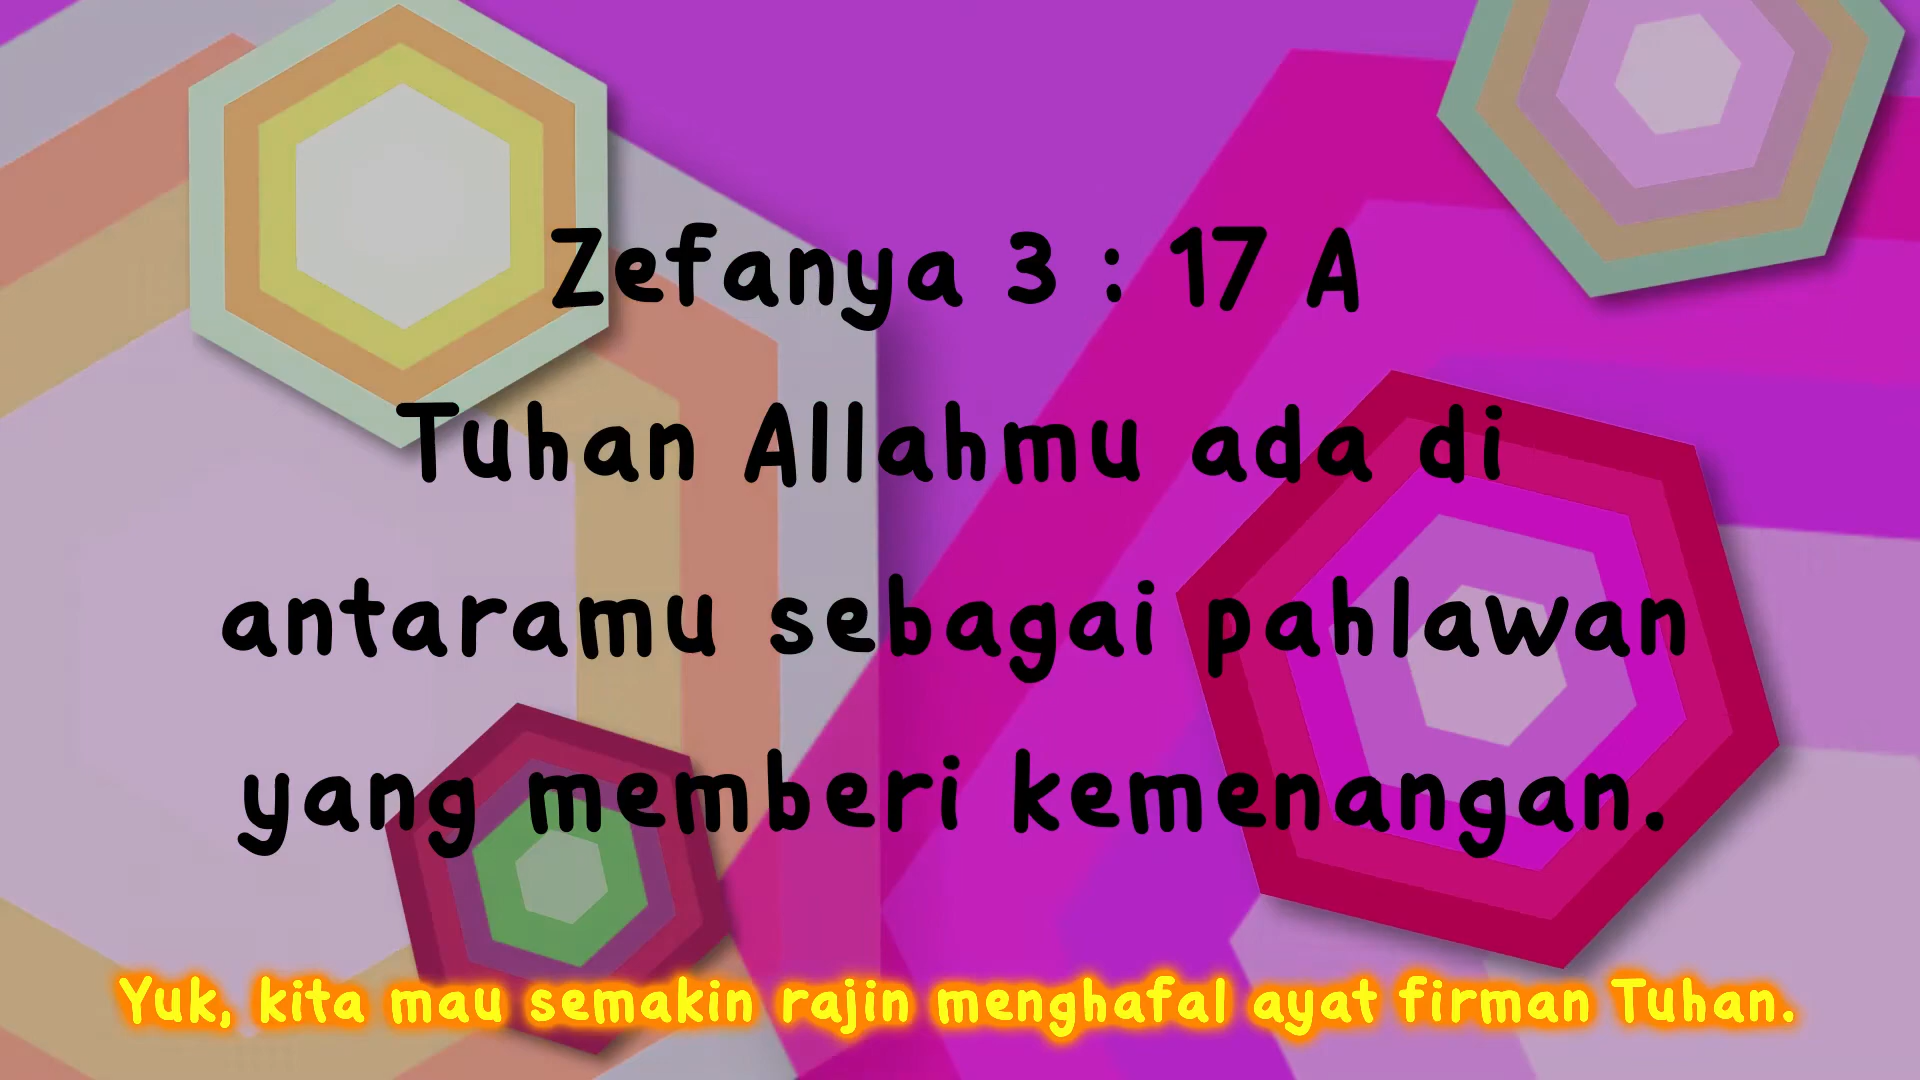 Zefanya 3 : 17 A
Tuhan Allahmu ada di
antaramu sebagai pahlawan
yang memberi kemenangan.
Yuk, kita mau semakin rajin menghafal ayat firman Tuhan.